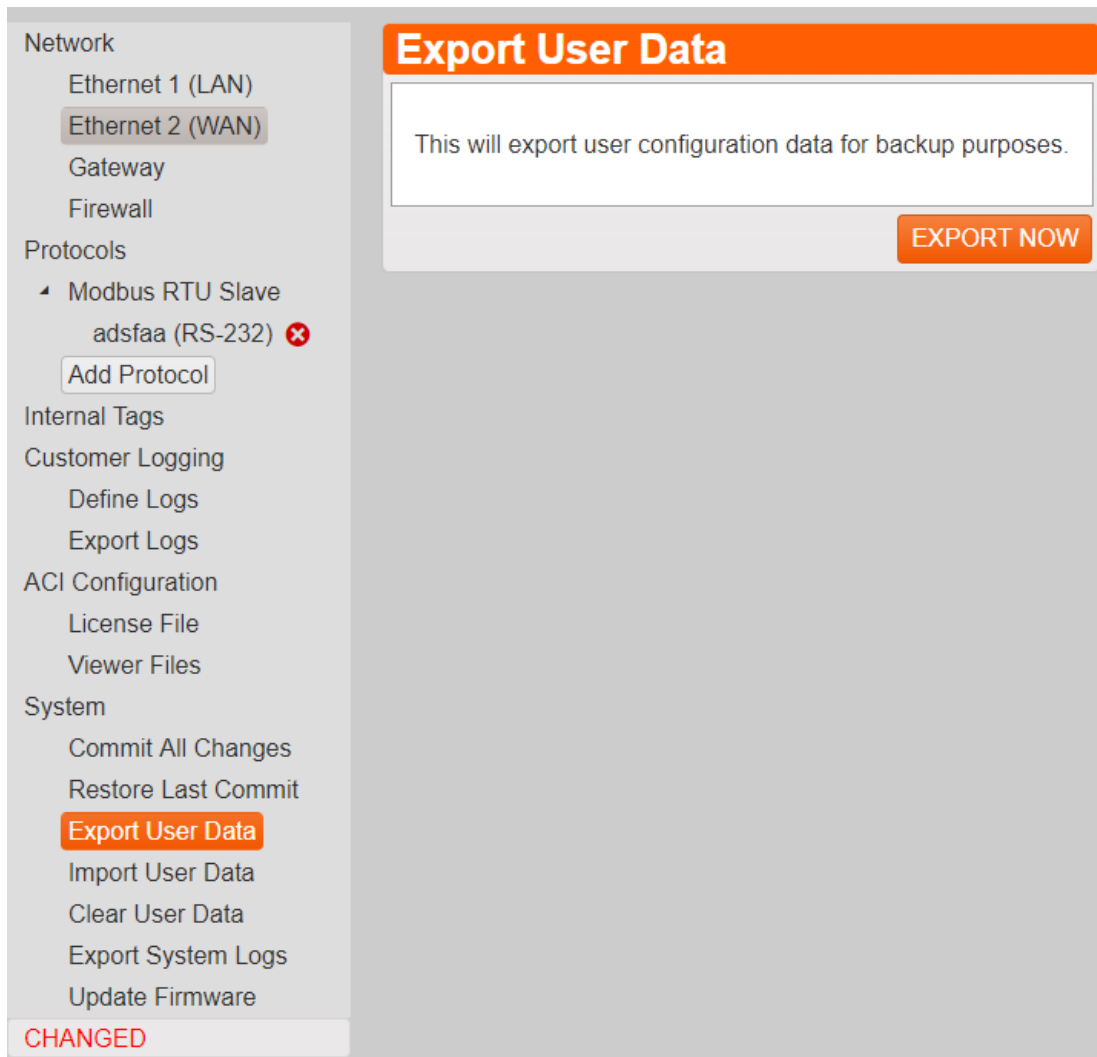 Network
Ethernet 1 (LAN)
Ethernet 2 (WAN)
Gateway
Firewall
Protocols
Modbus RTU Slave
adsfaa (RS-232)
Add Protocol
Internal Tags
Customer Logging
Define Logs
Export Logs
ACI Configuration
License File
Viewer Files
System
Commit All Changes
Restore Last Commit
Export User Data
Import User Data
Clear User Data
Export System Logs
Update Firmware
CHANGED
Export User Data
This will export user configuration data for backup purposes.
EXPORT NOW